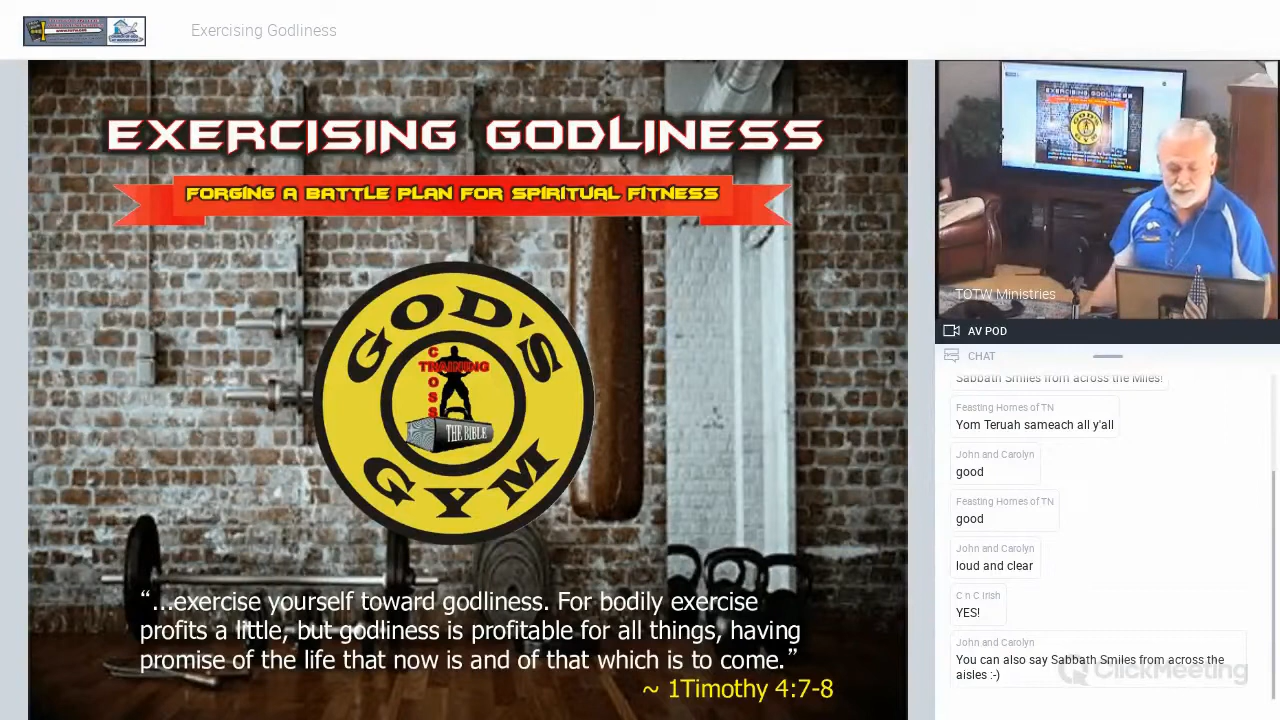 Exercising Godliness
EXERCISING GODLINESS
FORGING A BATTLE PLAN FOR SPIRITUAL FITNESS
GOD'S
CROSS
TRAINING
THE BIBLE
GYM
“...exercise yourself toward godliness. For bodily exercise
profits a little, but godliness is profitable for all things, having
promise of the life that now is and of that which is to come.”
~ 1Timothy 4:7-8
TOTW Ministries
AV POD
CHAT
Sabbath Smiles from across the Miles!
Feasting Homes of TN
Yom Teruah sameach all y'all
John and Carolyn
good
Feasting Homes of TN
good
John and Carolyn
loud and clear
C n C Irish
YES!
John and Carolyn
You can also say Sabbath Smiles from across the
aisles :-)
ClickMeeting